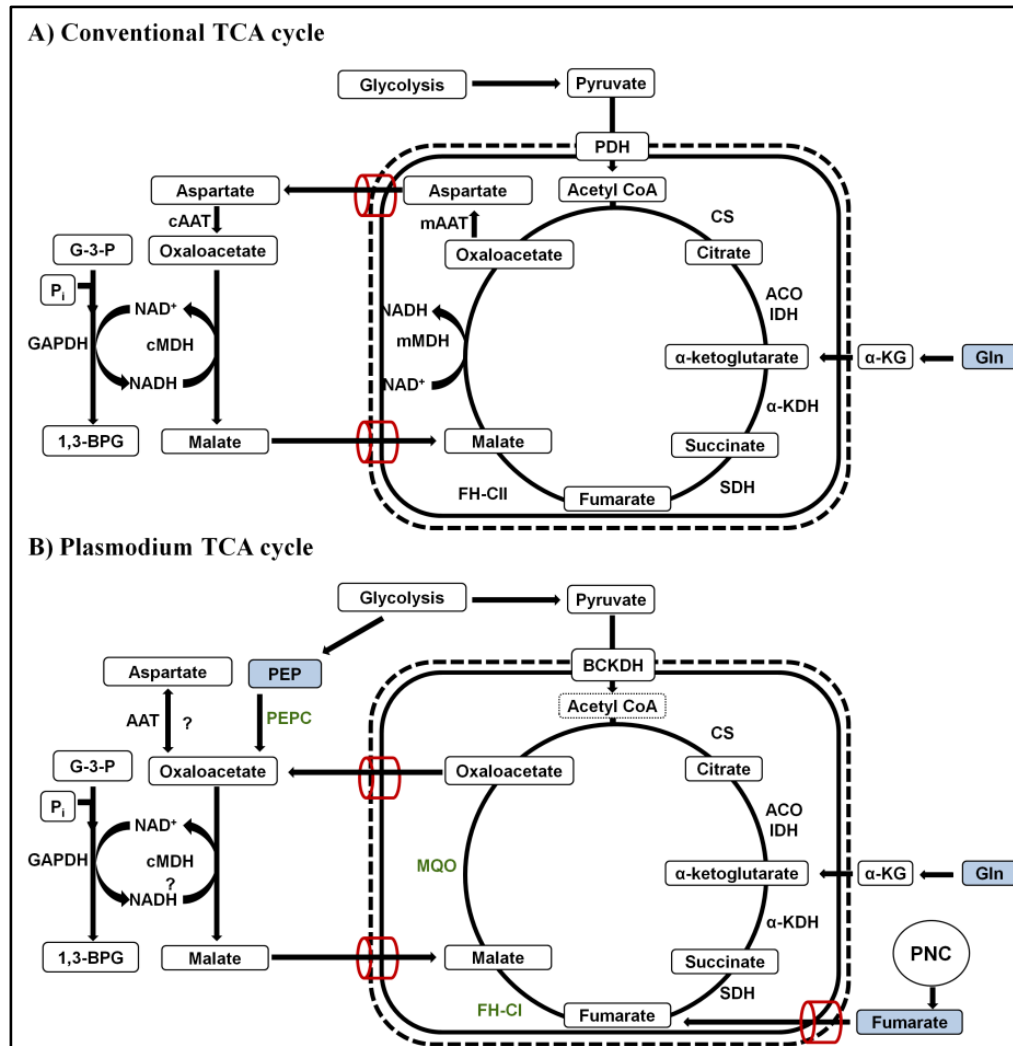 A) Conventional TCA cycle
Glycolysis
Pyruvate
PDH
Aspartate
Aspartate
Acetyl CoA
cAAT
mAAT
CS
G-3-P
Oxaloacetate
Oxaloacetate
Citrate
Pi
NAD+
NADH
ACO
IDH
GAPDH
cMDH
mMDH
α-ketoglutarate
α-KG
Gln
NADH
NAD+
α-KDH
1,3-BPG
Malate
Malate
Succinate
FH-CII
Fumarate
SDH
B) Plasmodium TCA cycle
Glycolysis
Pyruvate
Aspartate
PEP
BCKDH
Acetyl CoA
AAT
?
PEPC
CS
G-3-P
Oxaloacetate
Oxaloacetate
Citrate
Pi
NAD+
ACO
IDH
GAPDH
cMDH
?
MQO
α-ketoglutarate
α-KG
Gln
NADH
α-KDH
1,3-BPG
Malate
Malate
Succinate
PNC
SDH
FH-CI
Fumarate
Fumarate